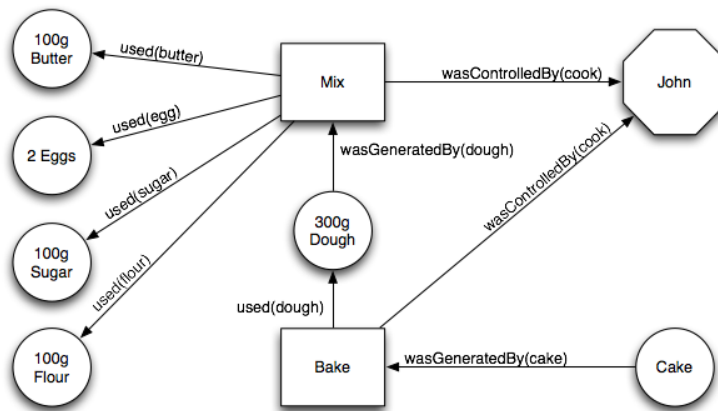 100g
Butter
used(butter)
Mix
wasControlledBy(cook)
John
used(egg)
2 Eggs
wasGeneratedBy(dough)
used(sugar)
wasControlledBy(cook)
100g
Sugar
300g
Dough
used(flour)
used(dough)
100g
Flour
Bake
wasGeneratedBy(cake)
Cake